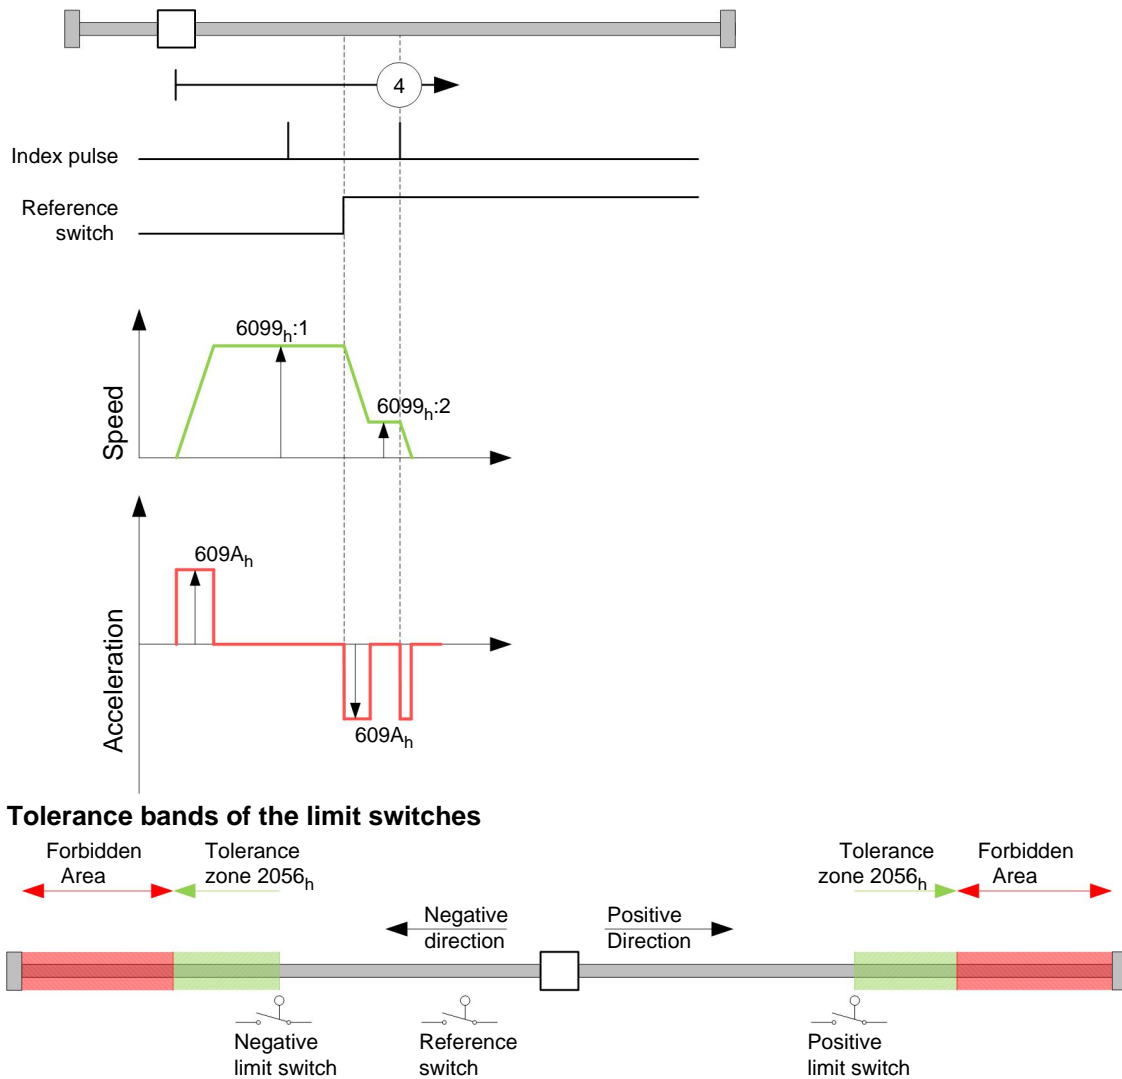 4
Index pulse
Reference
switch
6099h:1
6099h:2
Speed
609Ah
609Ah
Acceleration
Tolerance bands of the limit switches
Forbidden
Area
Tolerance
zone 2056h
Tolerance
zone 2056h
Forbidden
Area
Negative
direction
Positive
Direction
Negative
limit switch
Reference
switch
Positive
limit switch